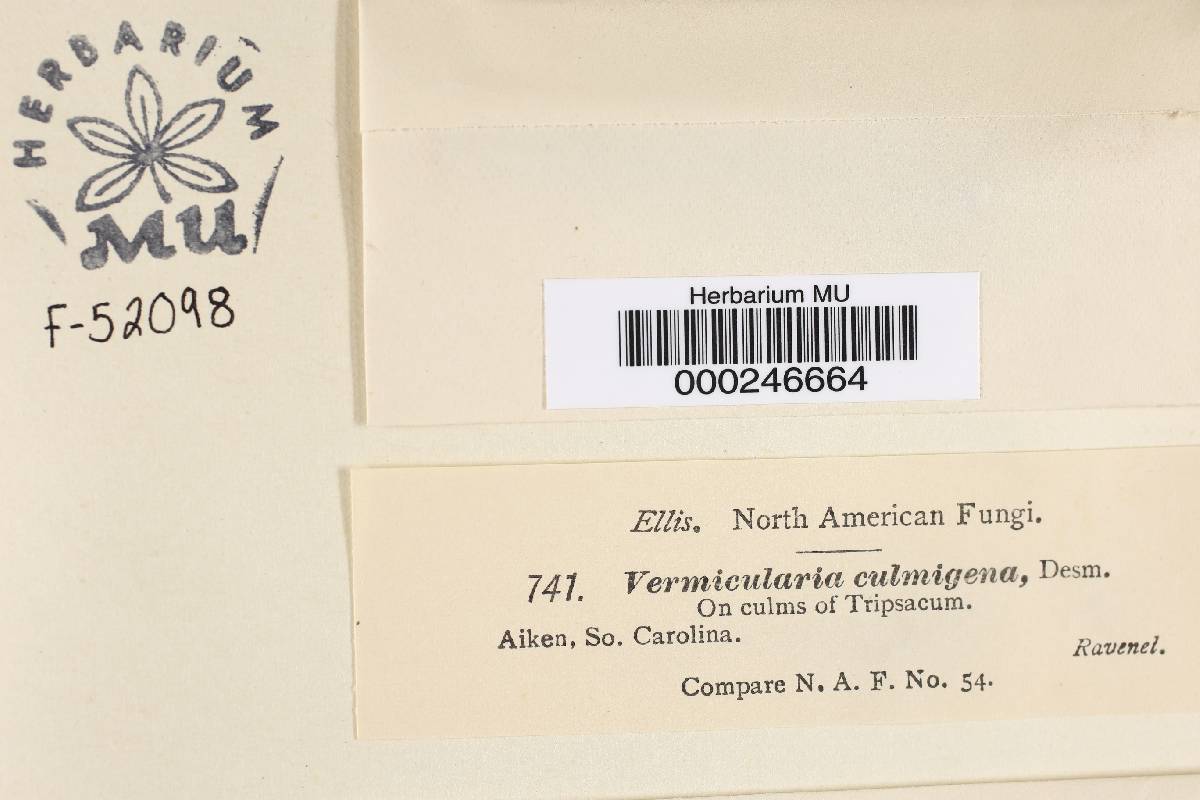 HERBARIUM
MU
F-52098
Herbarium MU
000246664
Ellis. North American Fungi.
741. Vermicularia culmigena, Desm.
On culms of Tripsacum.
Aiken, So. Carolina.
Ravenel.
Compare N. A. F. No. 54.